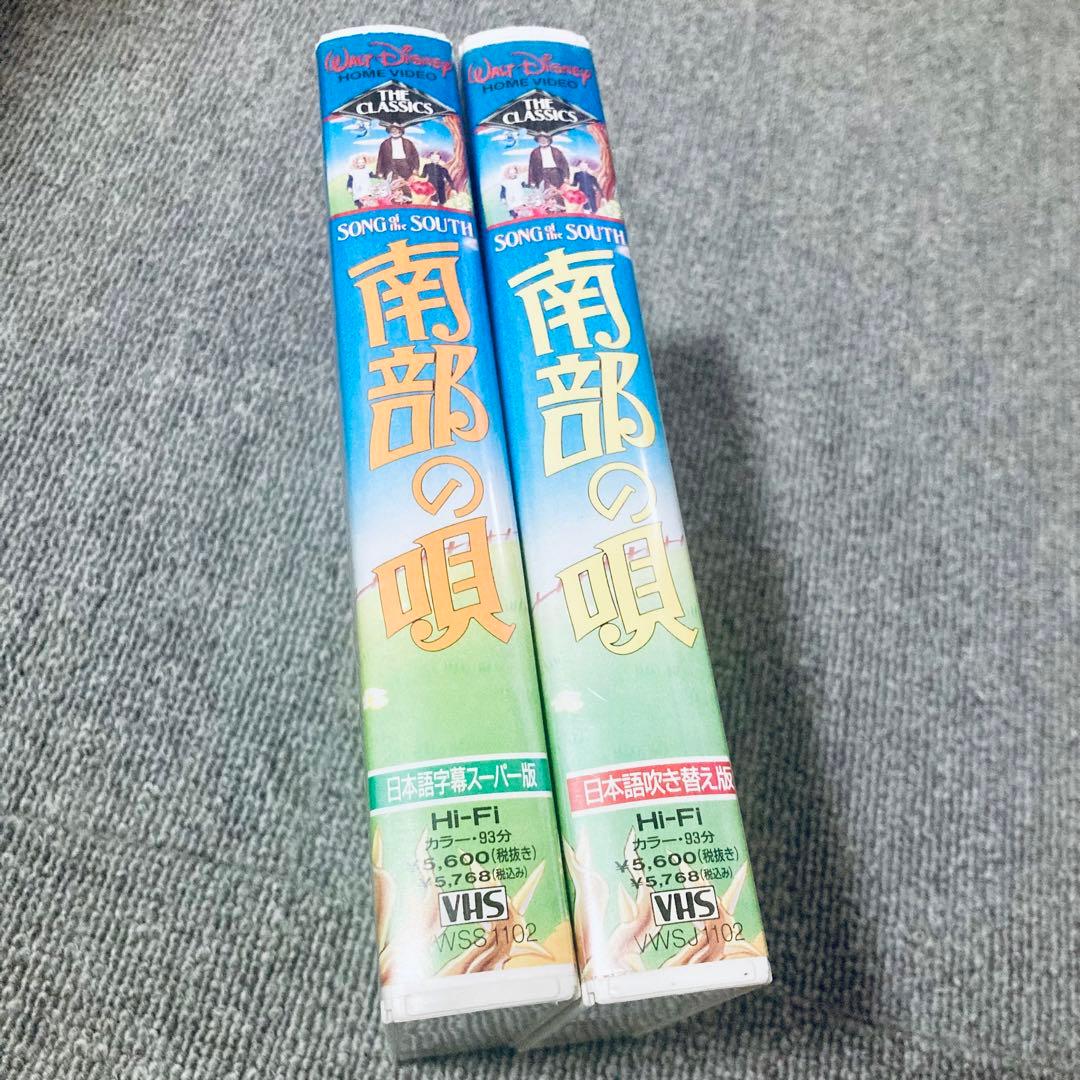 WALT DISNEY
HOME VIDEO
THE
CLASSICS
SONG of the SOUTH
南部の唄
日本語字幕スーパー版
Hi-Fi
カラー・93分
¥5,600(税抜き)
¥5,768(税込み)
VHS
WSS1102
WALT DISNEY
HOME VIDEO
THE
CLASSICS
SONG of the SOUTH
南部の唄
日本語吹き替え版
Hi-Fi
カラー・93分
¥5,600(税抜き)
¥5,768(税込み)
VHS
VWSJ1102